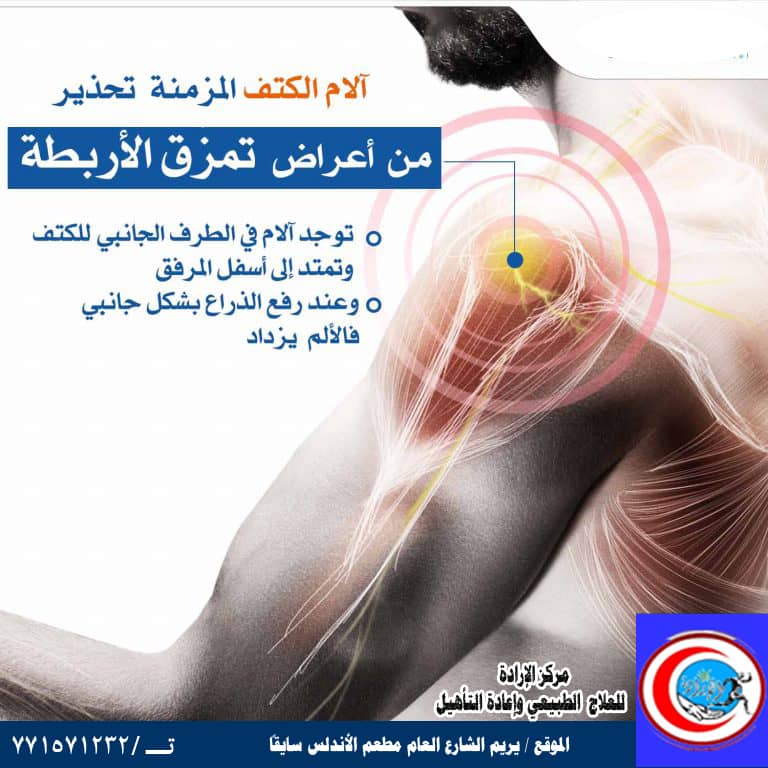 آلام الكتف المزمنة تحذير
من أعراض تمزق الأربطة
توجد آلام في الطرف الجانبي للكتف
وتمتد إلى أسفل المرفق
وعند رفع الذراع بشكل جانبي
فالألم يزداد
مركز الإرادة
للعلاج الطبيعي وإعادة التأهيل
الموقع / يريم الشارع العام مطعم الأندلس سابقا
تــ / ٧٧١٥٧١٢٣٢